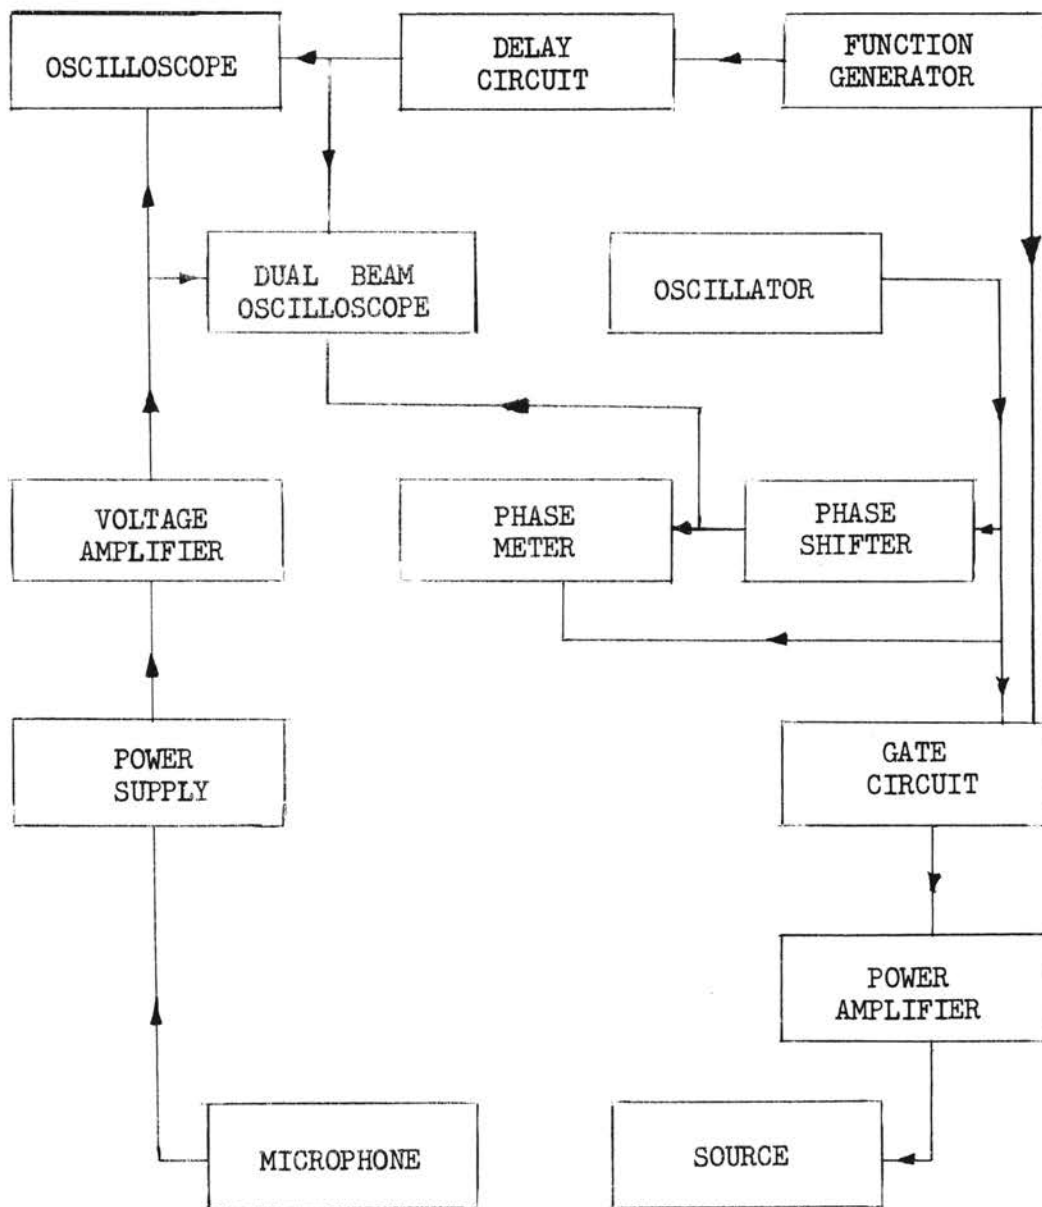 OSCILLOSCOPE
DELAY
CIRCUIT
FUNCTION
GENERATOR
DUAL BEAM
OSCILLOSCOPE
OSCILLATOR
VOLTAGE
AMPLIFIER
PHASE
METER
PHASE
SHIFTER
POWER
SUPPLY
GATE
CIRCUIT
POWER
AMPLIFIER
MICROPHONE
SOURCE